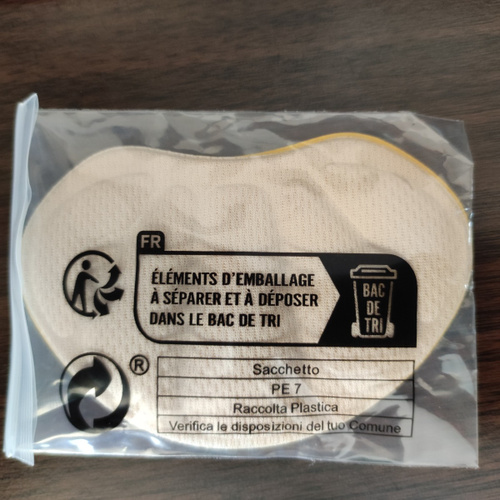 FR
ÉLÉMENTS D'EMBALLAGE
À SÉPARER ET À DÉPOSER
DANS LE BAC DE TRI
BAC
DE
TRI
®
Sacchetto
PE 7
Raccolta Plastica
Verifica le disposizioni del tuo Comune